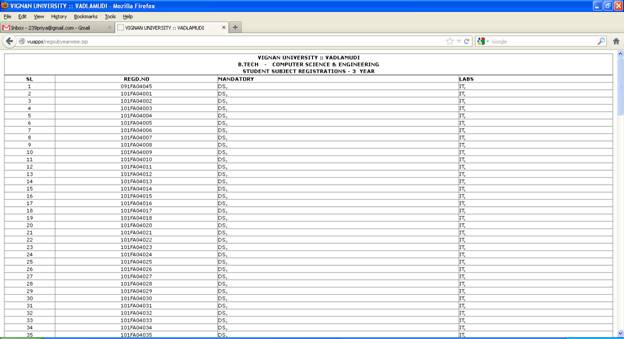 VIGNAN UNIVERSITY :: VADLAMUDI - Mozilla Firefox
File Edit View History Bookmarks Tools Help
Inbox - 239priya@gmail.com - Gmail VIGNAN UNIVERSITY :: VADLAMUDI
Google
VIGNAN UNIVERSITY :: VADLAMUDI
B.TECH - COMPUTER SCIENCE & ENGINEERING
STUDENT SUBJECT REGISTRATIONS - 3 YEAR
SL REGD.NO MANDATORY LABS
1 091FA04045 DS, IT,
2 101FA04001 DS, IT,
3 101FA04002 DS, IT,
4 101FA04003 DS, IT,
5 101FA04004 DS, IT,
6 101FA04005 DS, IT,
7 101FA04006 DS, IT,
8 101FA04007 DS, IT,
9 101FA04008 DS, IT,
10 101FA04009 DS, IT,
11 101FA04010 DS, IT,
12 101FA04011 DS, IT,
13 101FA04012 DS, IT,
14 101FA04013 DS, IT,
15 101FA04014 DS, IT,
16 101FA04015 DS, IT,
17 101FA04016 DS, IT,
18 101FA04017 DS, IT,
19 101FA04018 DS, IT,
20 101FA04020 DS, IT,
21 101FA04021 DS, IT,
22 101FA04022 DS, IT,
23 101FA04023 DS, IT,
24 101FA04024 DS, IT,
25 101FA04025 DS, IT,
26 101FA04026 DS, IT,
27 101FA04027 DS, IT,
28 101FA04028 DS, IT,
29 101FA04029 DS, IT,
30 101FA04030 DS, IT,
31 101FA04031 DS, IT,
32 101FA04032 DS, IT,
33 101FA04033 DS, IT,
34 101FA04034 DS, IT,
35 101FA04035 DS, IT,